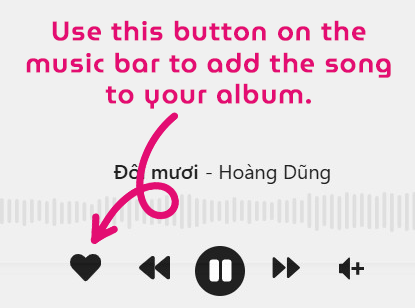 Use this button on the
music bar to add the song
to your album.
Đôi mươi - Hoàng Dũng